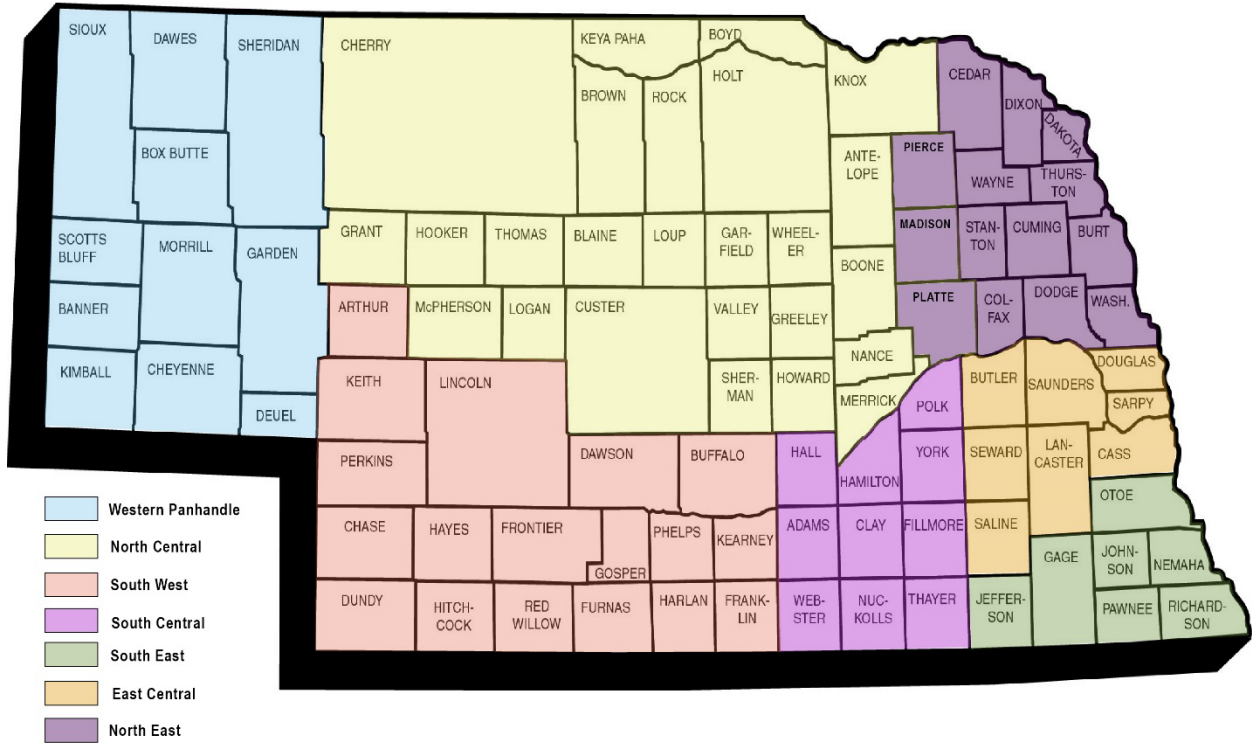 SIOUX
DAWES
SHERIDAN
CHERRY
KEYA PAHA
BOYD
KNOX
CEDAR
DIXON
DAKOTA
BOX BUTTE
BROWN
ROCK
HOLT
ANTE-
LOPE
PIERCE
WAYNE
THURS-
TON
SCOTTS
BLUFF
MORRILL
GARDEN
GRANT
HOOKER
THOMAS
BLAINE
LOUP
GAR-
FIELD
WHEEL-
ER
BOONE
MADISON
STAN-
TON
CUMING
BURT
BANNER
ARTHUR
McPHERSON
LOGAN
CUSTER
VALLEY
GREELEY
PLATTE
COL-
FAX
DODGE
WASH.
KIMBALL
CHEYENNE
DEUEL
KEITH
LINCOLN
SHER-
MAN
HOWARD
NANCE
MERRICK
POLK
BUTLER
SAUNDERS
DOUGLAS
SARPY
PERKINS
DAWSON
BUFFALO
HALL
HAMILTON
YORK
SEWARD
LAN-
CASTER
CASS
OTOE
CHASE
HAYES
FRONTIER
GOSPER
PHELPS
KEARNEY
ADAMS
CLAY
FILLMORE
SALINE
GAGE
JOHN-
SON
NEMAHA
DUNDY
HITCH-
COCK
RED
WILLOW
FURNAS
HARLAN
FRANK-
LIN
WEB-
STER
NUC-
KOLLS
THAYER
JEFFER-
SON
PAWNEE
RICHARD-
SON
Western Panhandle
North Central
South West
South Central
South East
East Central
North East